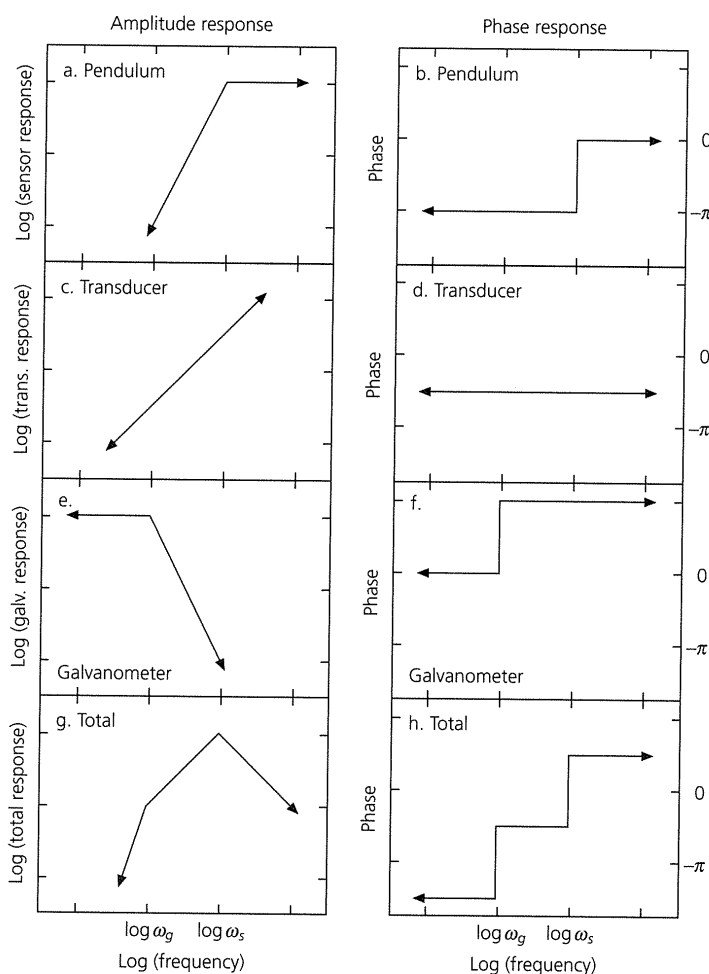 Amplitude response
Phase response
a. Pendulum
Log (sensor response)
b. Pendulum
Phase
0
−π
c. Transducer
Log (trans. response)
d. Transducer
Phase
0
−π
e.
Log (galv. response)
Galvanometer
f.
Phase
0
−π
Galvanometer
g. Total
Log (total response)
h. Total
Phase
0
−π
log ωg log ωs
Log (frequency)
log ωg log ωs
Log (frequency)